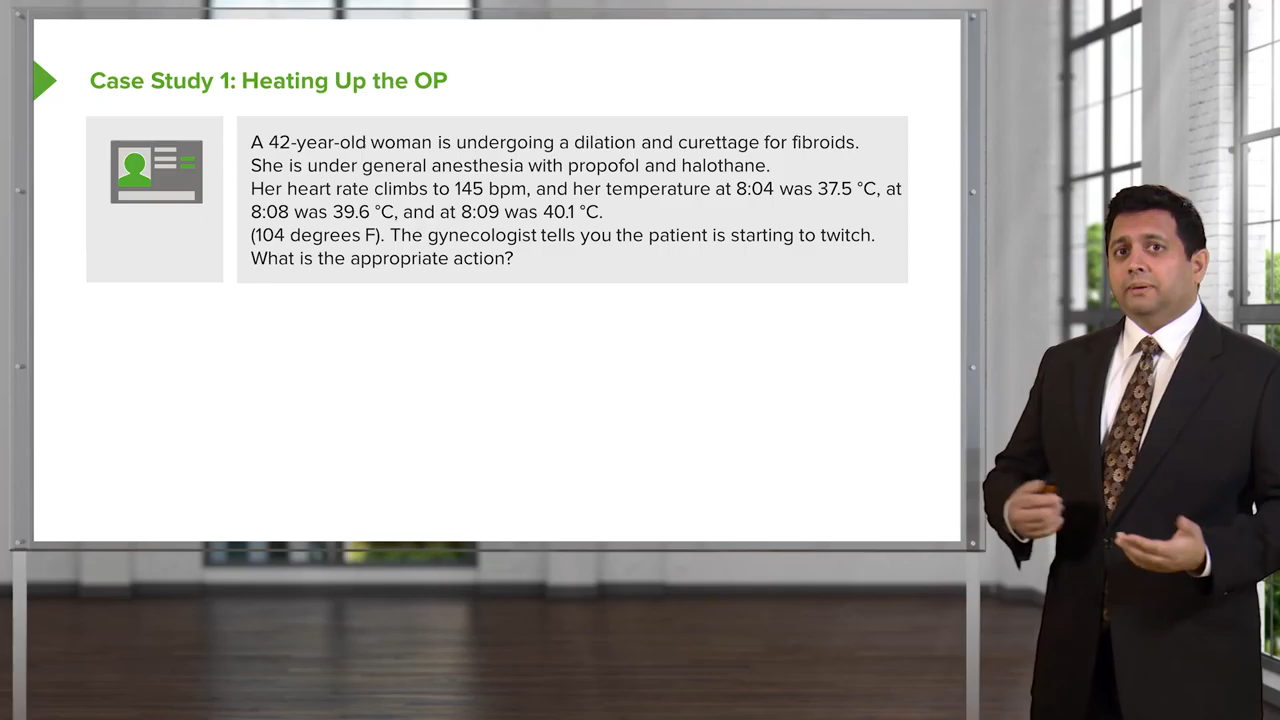 Case Study 1: Heating Up the OP
A 42-year-old woman is undergoing a dilation and curettage for fibroids.
She is under general anesthesia with propofol and halothane.
Her heart rate climbs to 145 bpm, and her temperature at 8:04 was 37.5 °C, at
8:08 was 39.6 °C, and at 8:09 was 40.1 °C.
(104 degrees F). The gynecologist tells you the patient is starting to twitch.
What is the appropriate action?